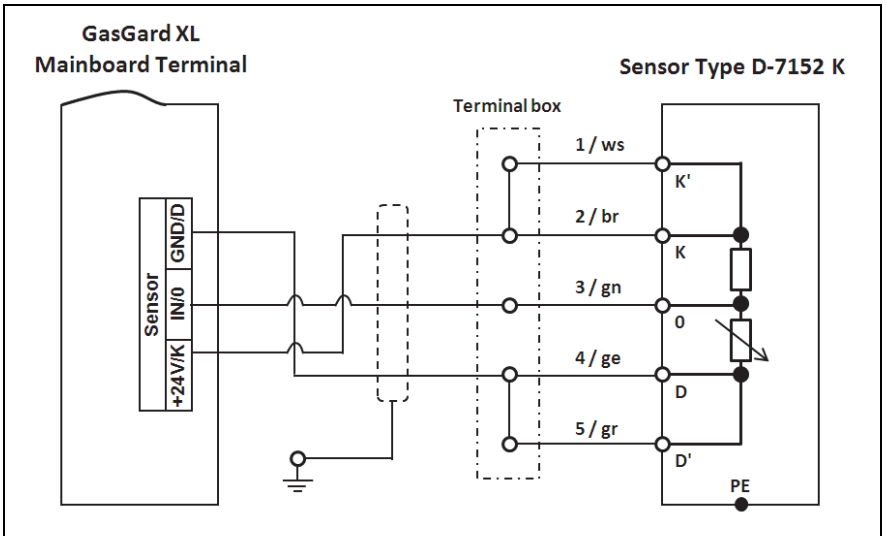 GasGard XL
Mainboard Terminal
Sensor Type D-7152 K
Terminal box
1 / ws
K'
2 / br
K
GND/D
3 / gn
0
IN/0
Sensor
4 / ge
D
+24V/K
5 / gr
D'
PE